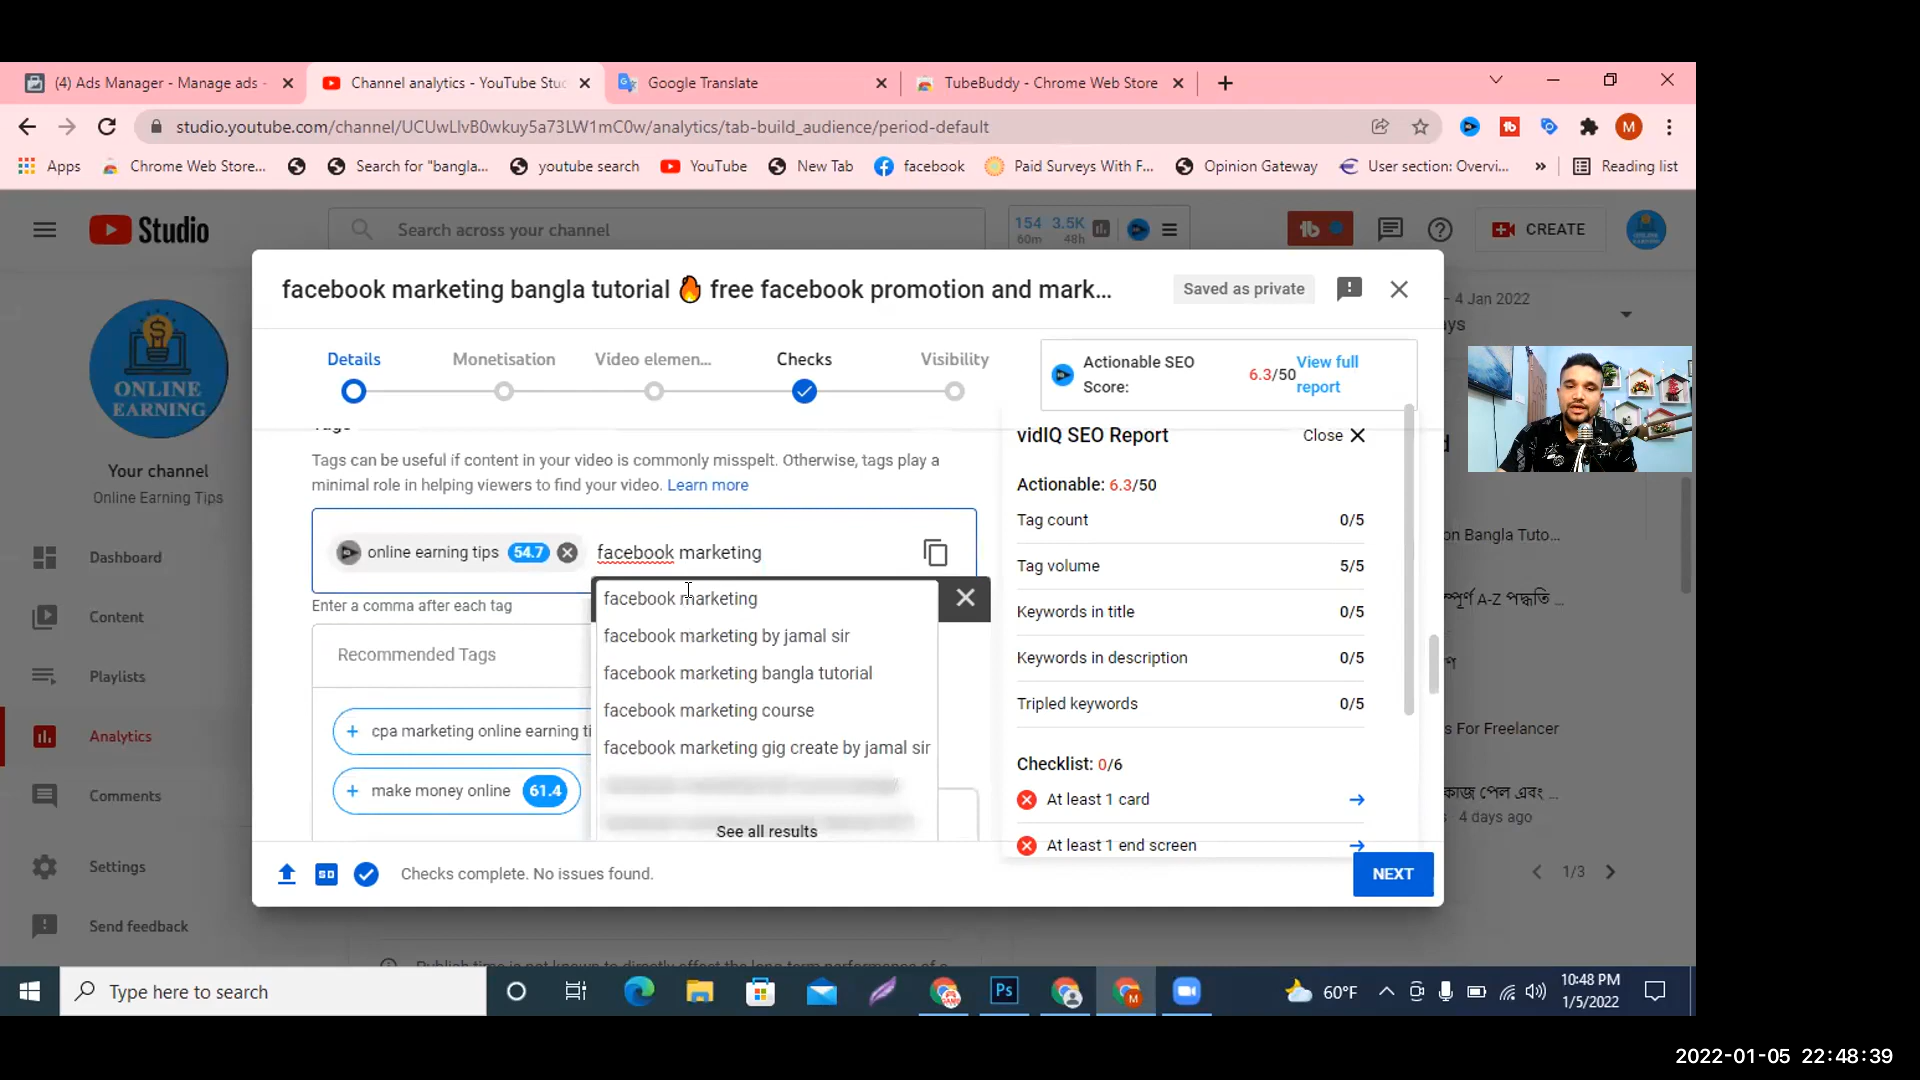 (4) Ads Manager - Manage ads -
Channel analytics - YouTube Stud
Google Translate
TubeBuddy - Chrome Web Store
studio.youtube.com/channel/UCUwLlvB0wkuy5a73LW1mC0w/analytics/tab-build_audience/period-default
M
Apps
Chrome Web Store...
Search for "bangla...
youtube search
YouTube
New Tab
facebook
Paid Surveys With F...
Opinion Gateway
User section: Overvi...
»
Reading list
Studio
Search across your channel
154 3.5K
60m 48h
CREATE
facebook marketing bangla tutorial 🔥 free facebook promotion and mark...
Saved as private
- 4 Jan 2022
ays
Details
Monetisation
Video elemen...
Checks
Visibility
Actionable SEO Score:
6.3/50
View full report
ONLINE
EARNING
Your channel
Online Earning Tips
Dashboard
Content
Playlists
Analytics
Comments
Settings
Send feedback
Tags
Tags can be useful if content in your video is commonly misspelt. Otherwise, tags play a
minimal role in helping viewers to find your video. Learn more
online earning tips 54.7
facebook marketing
Enter a comma after each tag
Recommended Tags
+ cpa marketing online earning ti
+ make money online 61.4
facebook marketing
facebook marketing by jamal sir
facebook marketing bangla tutorial
facebook marketing course
facebook marketing gig create by jamal sir
See all results
vidIQ SEO Report
Close
Actionable: 6.3/50
Tag count 0/5
Tag volume 5/5
Keywords in title 0/5
Keywords in description 0/5
Tripled keywords 0/5
Checklist: 0/6
At least 1 card
At least 1 end screen
on Bangla Tuto...
ম্পূর্ণ A-Z পদ্ধতি ...
s For Freelancer
কাজ পেল এবং ...
4 days ago
1/3
SD
Checks complete. No issues found.
NEXT
Type here to search
Ps
60°F
10:48 PM
1/5/2022
2022-01-05 22:48:39